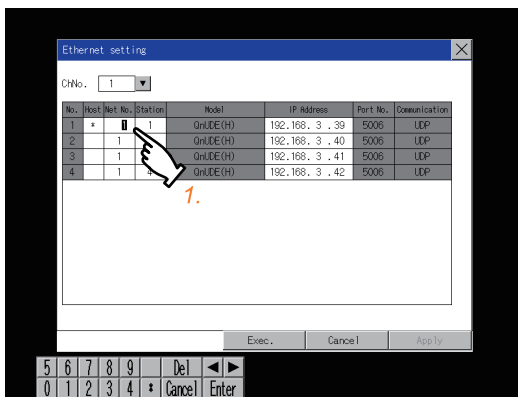 Ethernet setting
ChNo. 1
No. Host Net No. Station Model IP Address Port No. Communication
1 * 1 1 QnUDE(H) 192.168. 3 .39 5006 UDP
2 1 QnUDE(H) 192.168. 3 .40 5006 UDP
3 1 QnUDE(H) 192.168. 3 .41 5006 UDP
4 1 4 QnUDE(H) 192.168. 3 .42 5006 UDP
1.
Exec. Cancel Apply
5 6 7 8 9 Del
0 1 2 3 4 * Cancel Enter